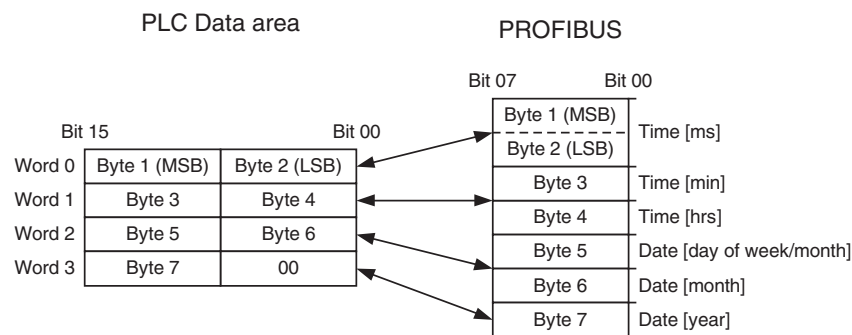 PLC Data area
PROFIBUS
Bit 07 Bit 00
Byte 1 (MSB)
Byte 2 (LSB)
Time [ms]
Byte 3 Time [min]
Byte 4 Time [hrs]
Byte 5 Date [day of week/month]
Byte 6 Date [month]
Byte 7 Date [year]
Bit 15 Bit 00
Word 0 Byte 1 (MSB) Byte 2 (LSB)
Word 1 Byte 3 Byte 4
Word 2 Byte 5 Byte 6
Word 3 Byte 7 00